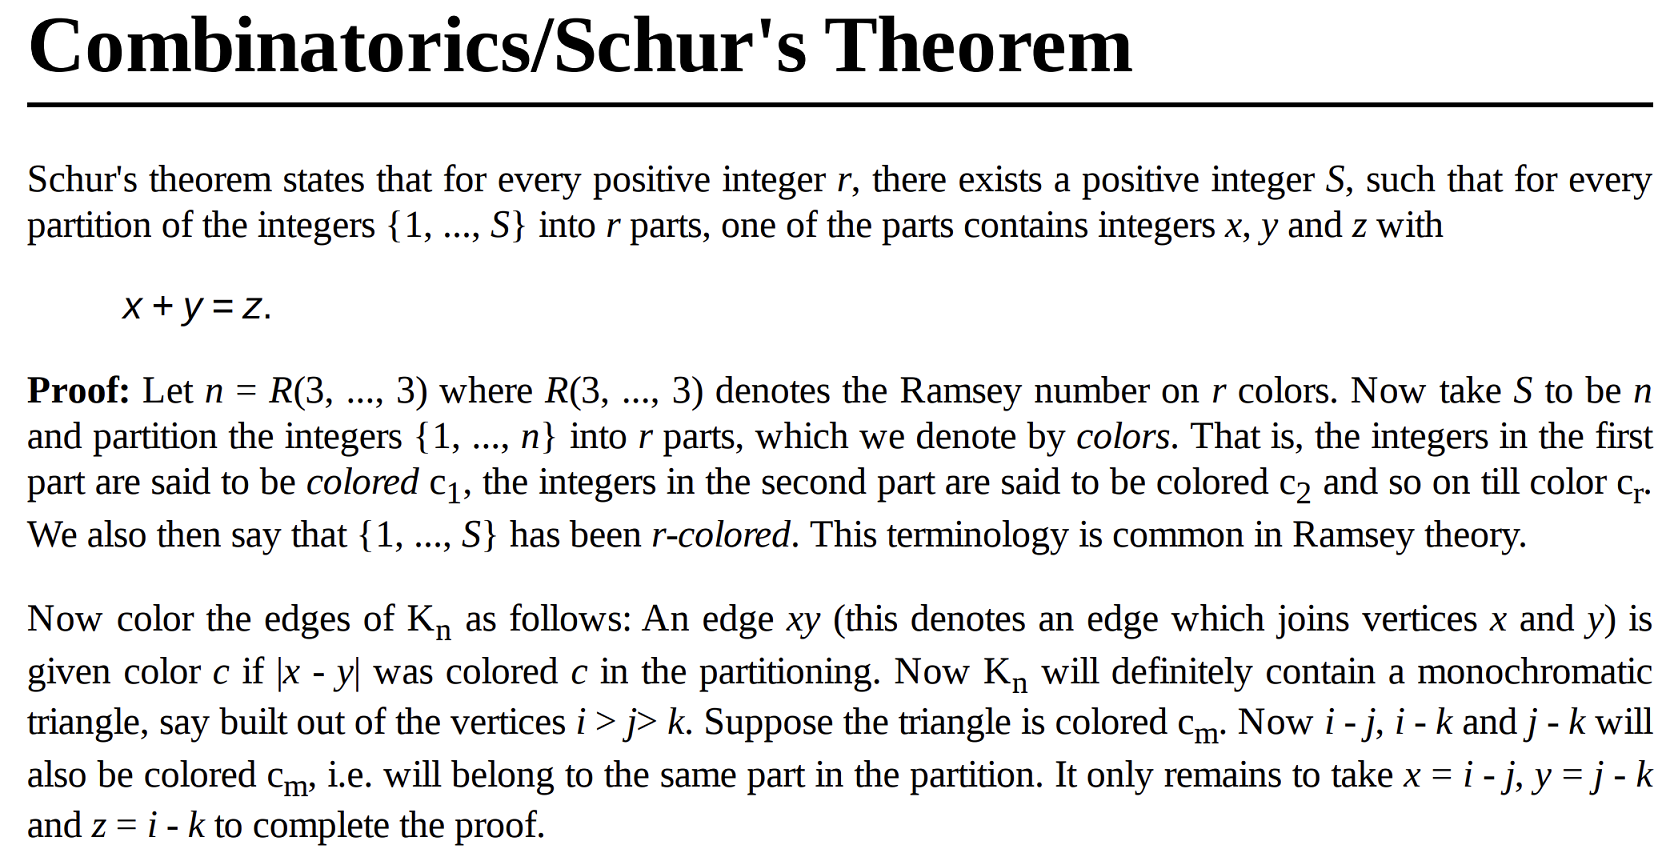 Combinatorics/Schur's Theorem
Schur's theorem states that for every positive integer r, there exists a positive integer S, such that for every
partition of the integers {1, ..., S} into r parts, one of the parts contains integers x, y and z with
x + y = z.
Proof: Let n = R(3, ..., 3) where R(3, ..., 3) denotes the Ramsey number on r colors. Now take S to be n
and partition the integers {1, ..., n} into r parts, which we denote by colors. That is, the integers in the first
part are said to be colored c₁, the integers in the second part are said to be colored c₂ and so on till color cᵣ.
We also then say that {1, ..., S} has been r-colored. This terminology is common in Ramsey theory.
Now color the edges of Kₙ as follows: An edge xy (this denotes an edge which joins vertices x and y) is
given color c if |x - y| was colored c in the partitioning. Now Kₙ will definitely contain a monochromatic
triangle, say built out of the vertices i > j> k. Suppose the triangle is colored cₘ. Now i - j, i - k and j - k will
also be colored cₘ, i.e. will belong to the same part in the partition. It only remains to take x = i - j, y = j - k
and z = i - k to complete the proof.